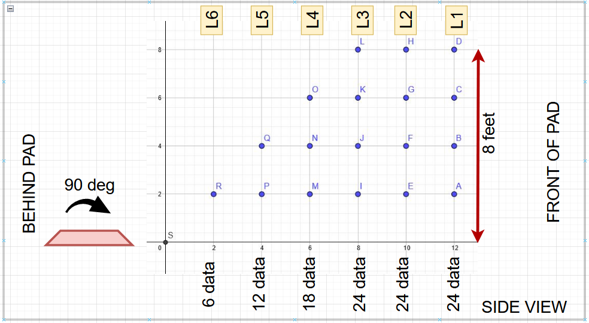 L6 L5 L4 L3 L2 L1
8 L H D
6 O K G C
BEHIND PAD
90 deg
4 Q N J F B
8 feet
FRONT OF PAD
2 R P M I E A
S
0 2 4 6 8 10 12
6 data 12 data 18 data 24 data 24 data 24 data
SIDE VIEW